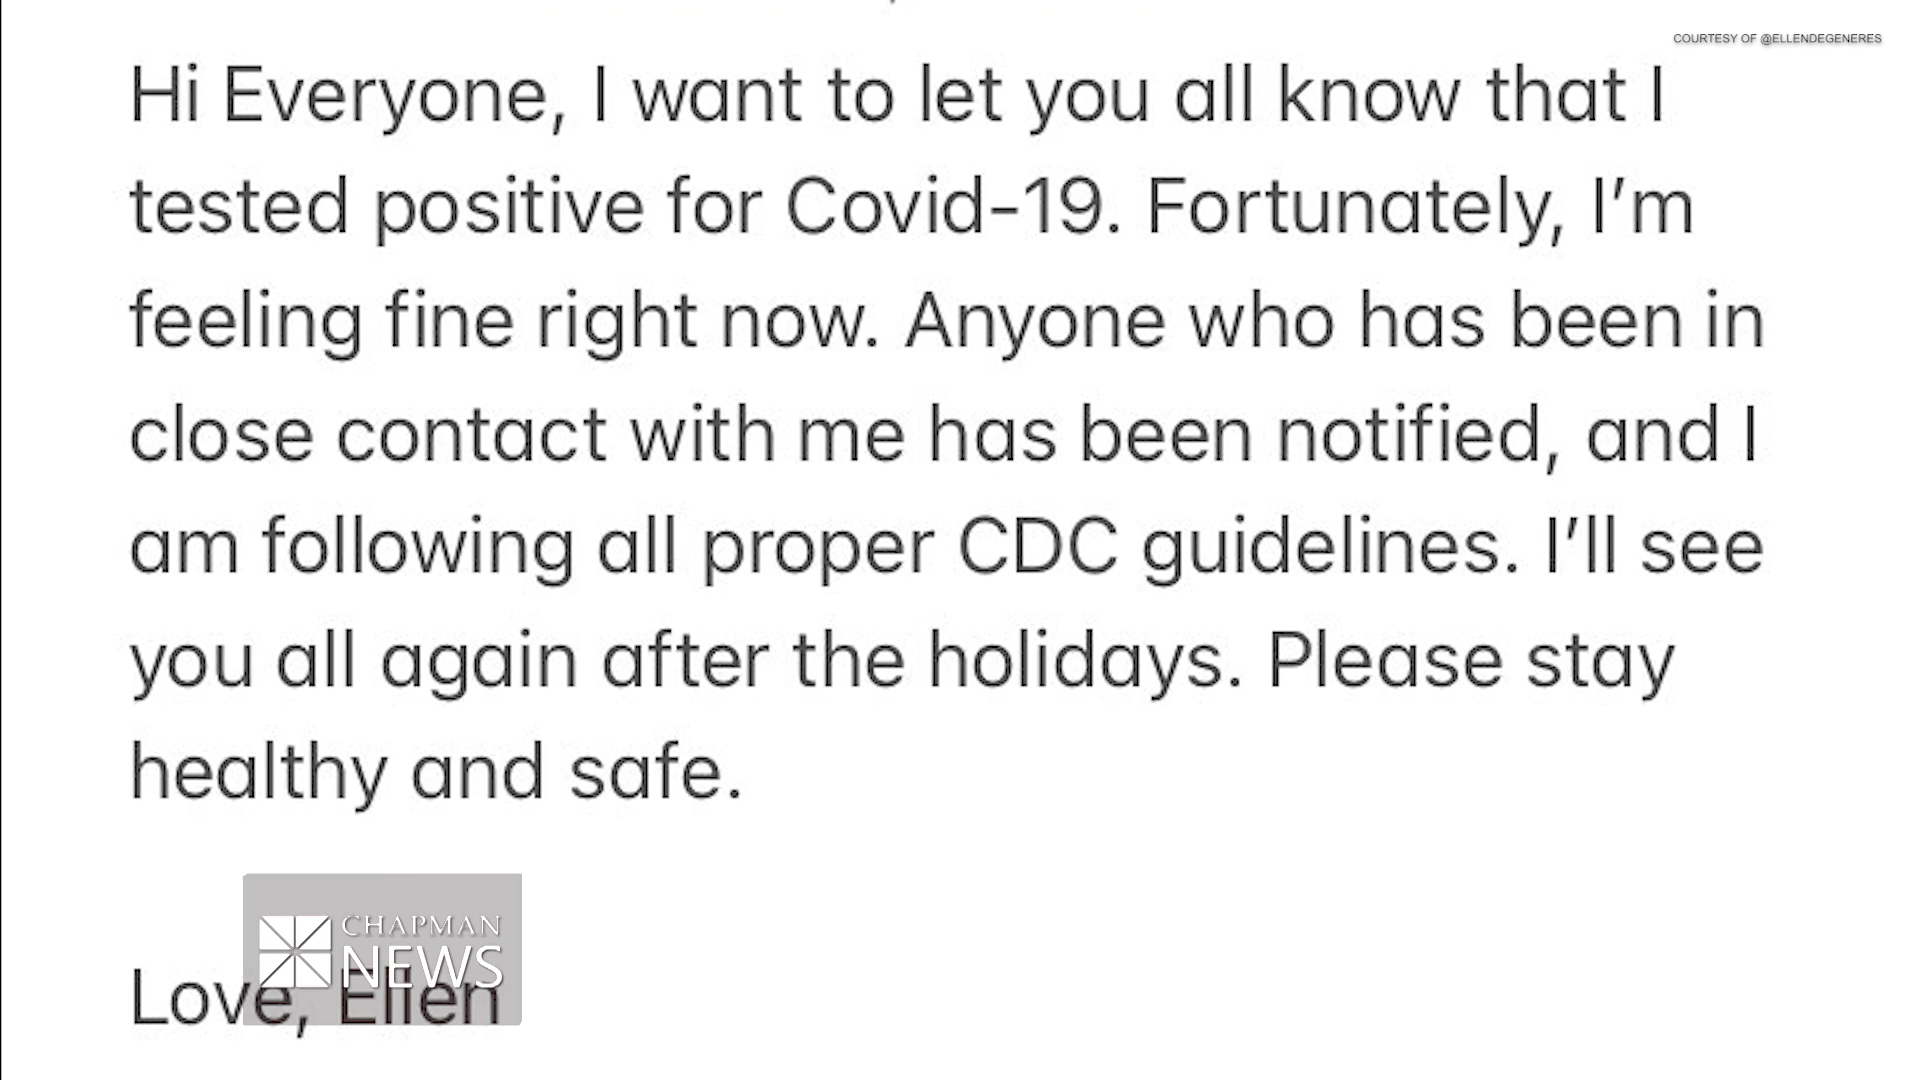 COURTESY OF @ELLENDEGENERES
Hi Everyone, I want to let you all know that I
tested positive for Covid-19. Fortunately, I’m
feeling fine right now. Anyone who has been in
close contact with me has been notified, and I
am following all proper CDC guidelines. I’ll see
you all again after the holidays. Please stay
healthy and safe.
CHAPMAN
NEWS
Love, Ellen